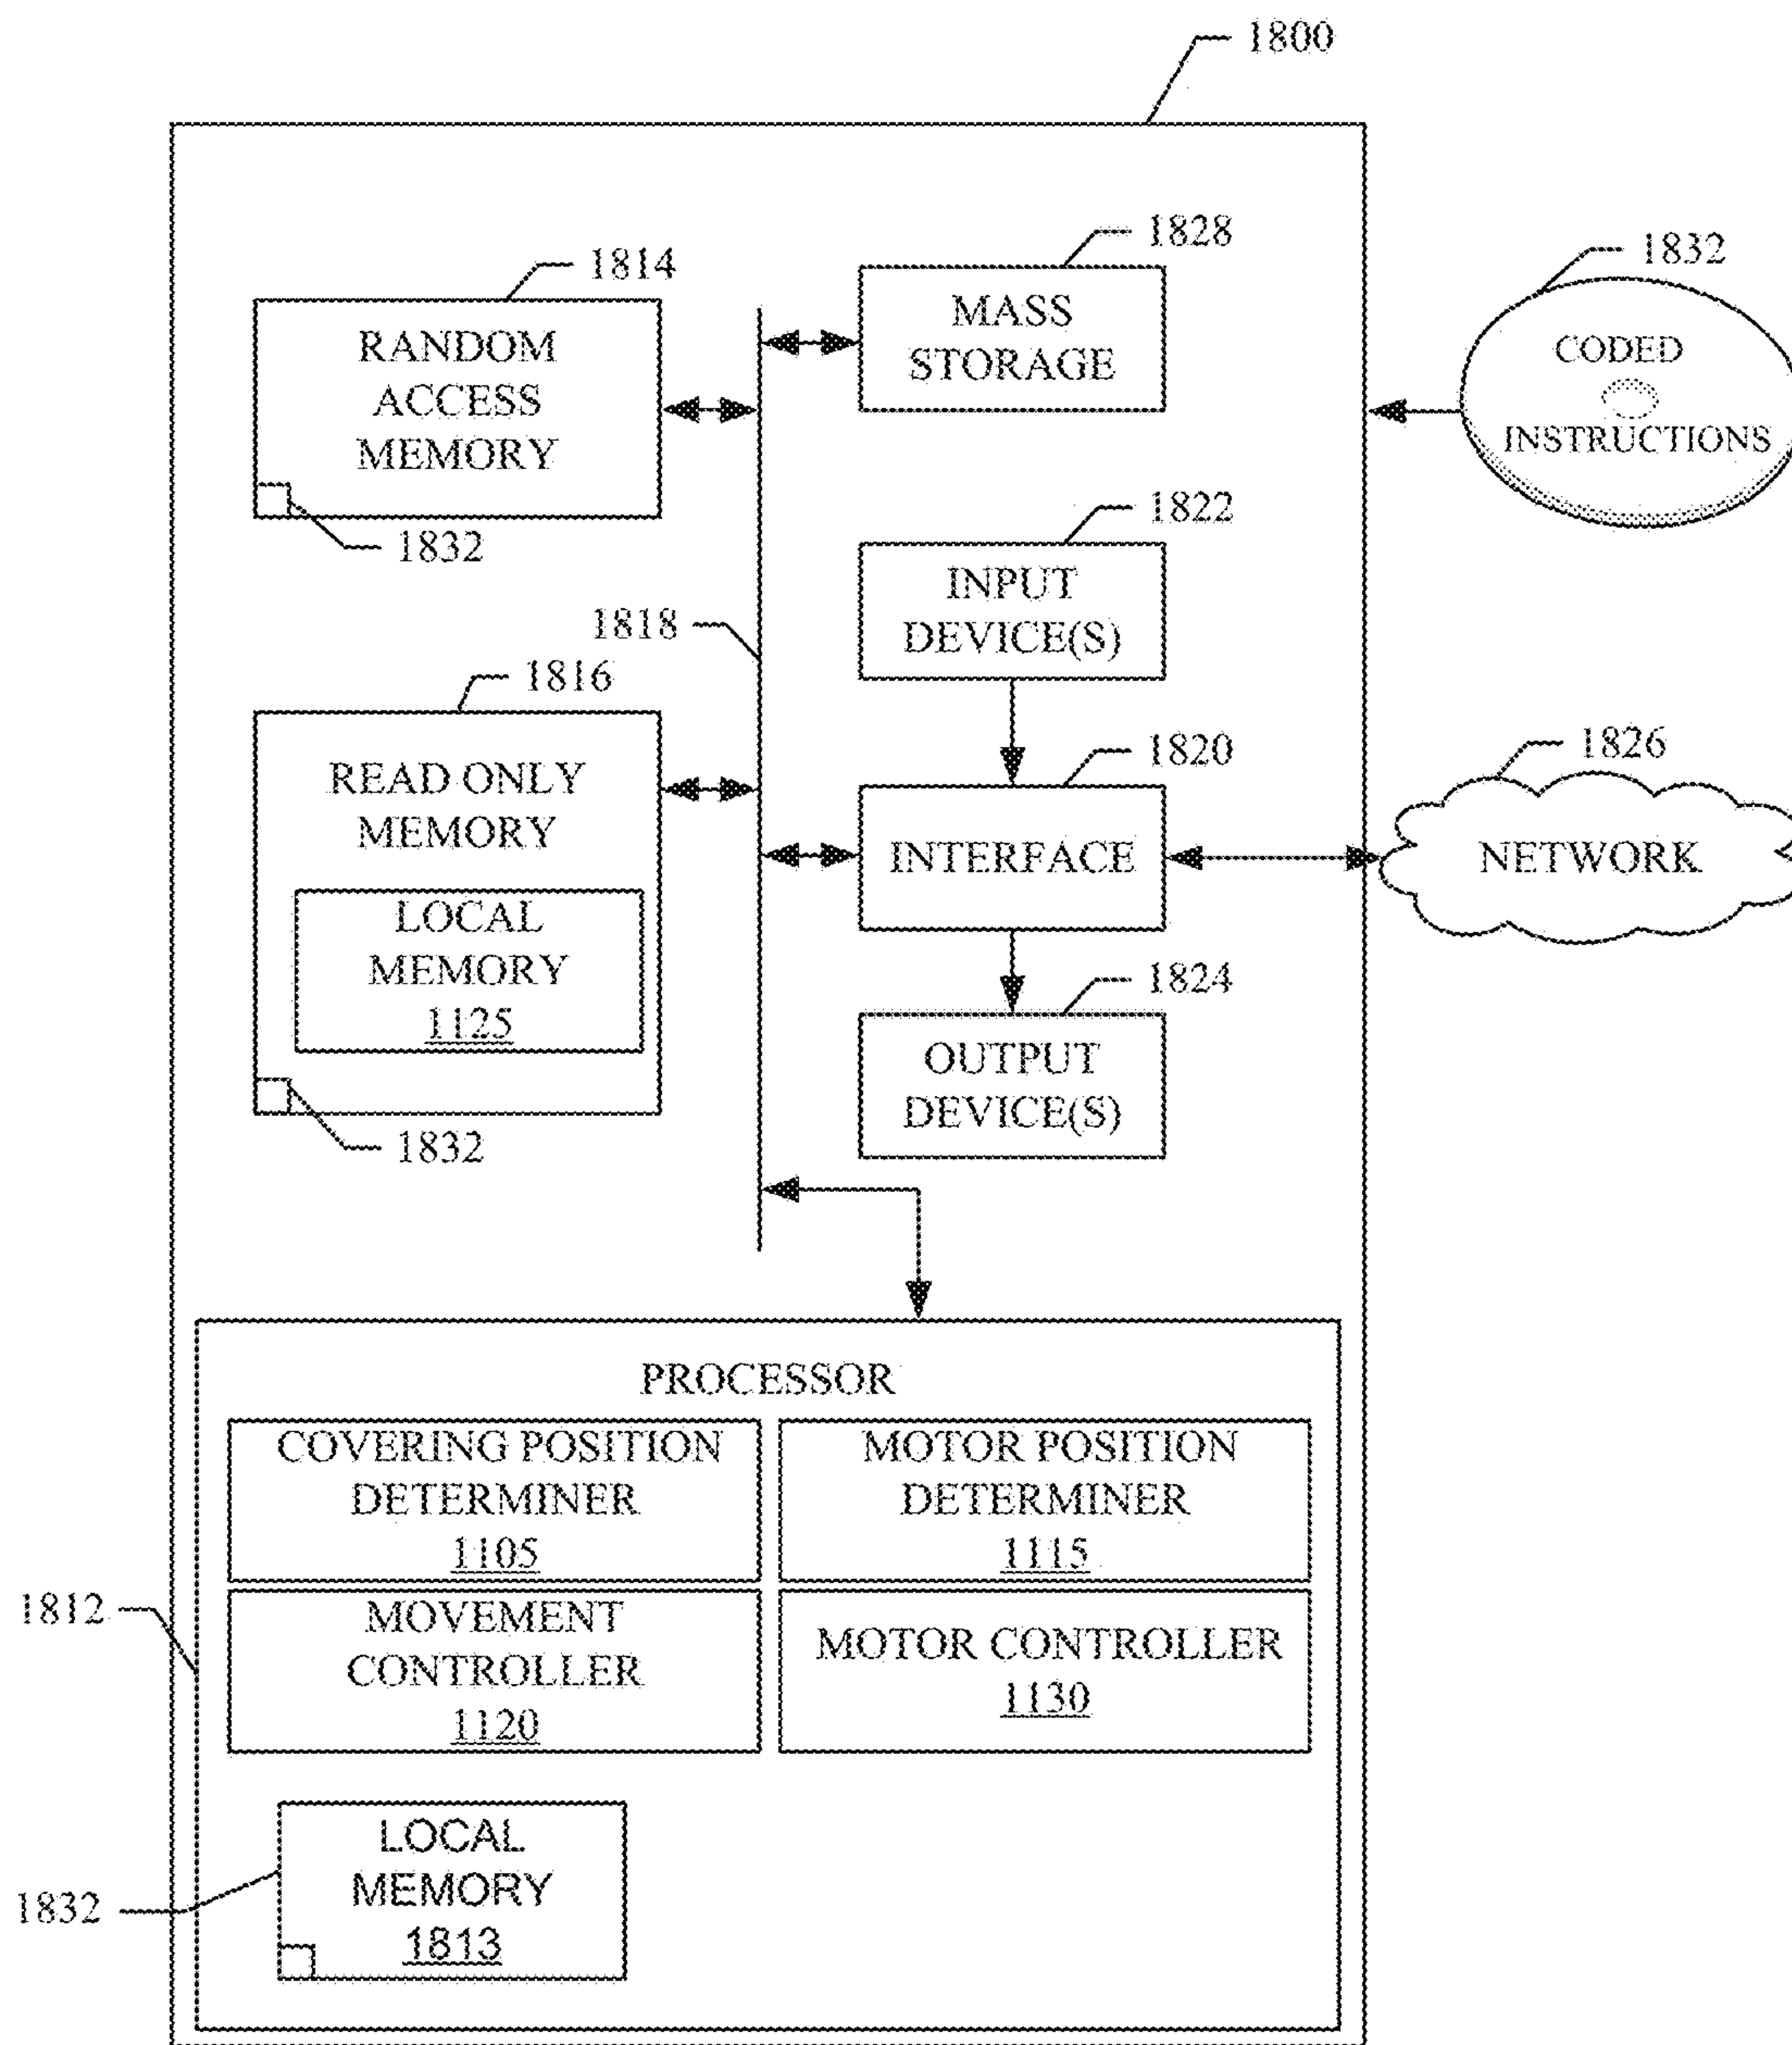 1800
1828
1814
MASS
STORAGE
1832
RANDOM
ACCESS
MEMORY
CODED
INSTRUCTIONS
1832
1822
INPUT
DEVICE(S)
1818
1816
READ ONLY
MEMORY
1820
INTERFACE
1826
NETWORK
LOCAL
MEMORY
1125
1832
1824
OUTPUT
DEVICE(S)
PROCESSOR
COVERING POSITION
DETERMINER
1105
MOTOR POSITION
DETERMINER
1115
1812
MOVEMENT
CONTROLLER
1120
MOTOR CONTROLLER
1130
1832
LOCAL
MEMORY
1813